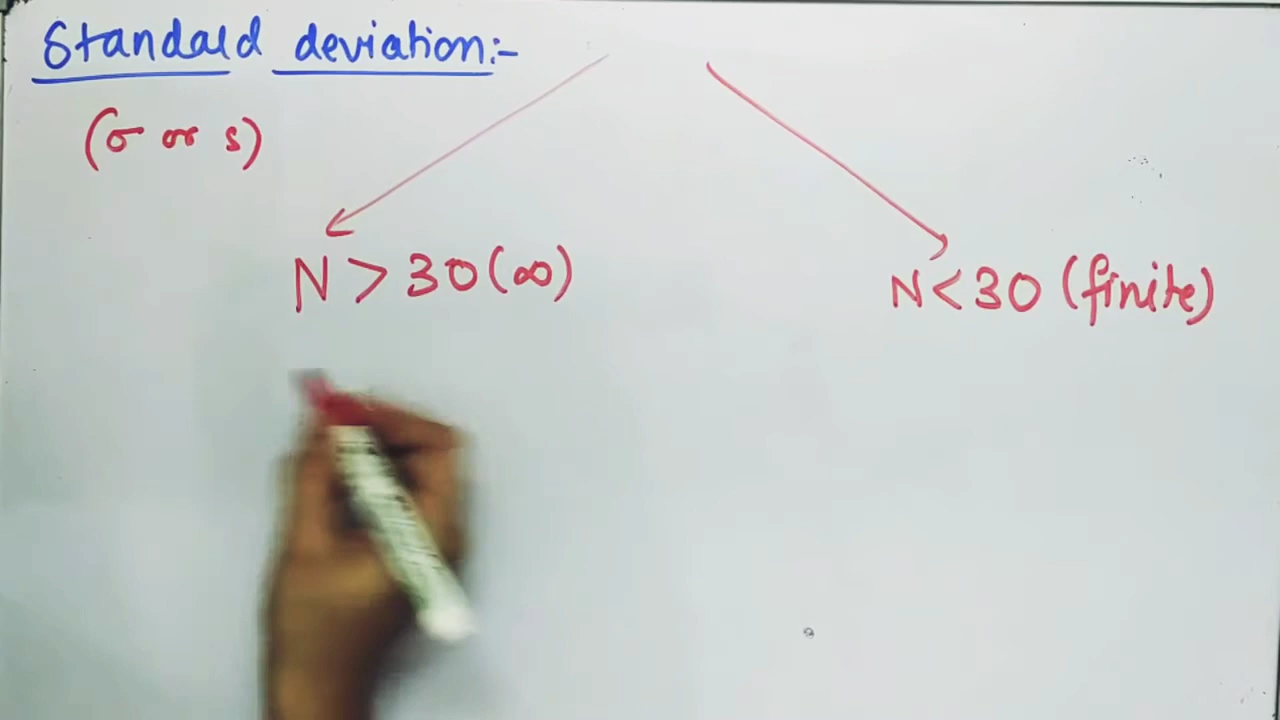 Standard deviation:-
(σ or s)
N > 30 (∞)
N < 30 (finite)